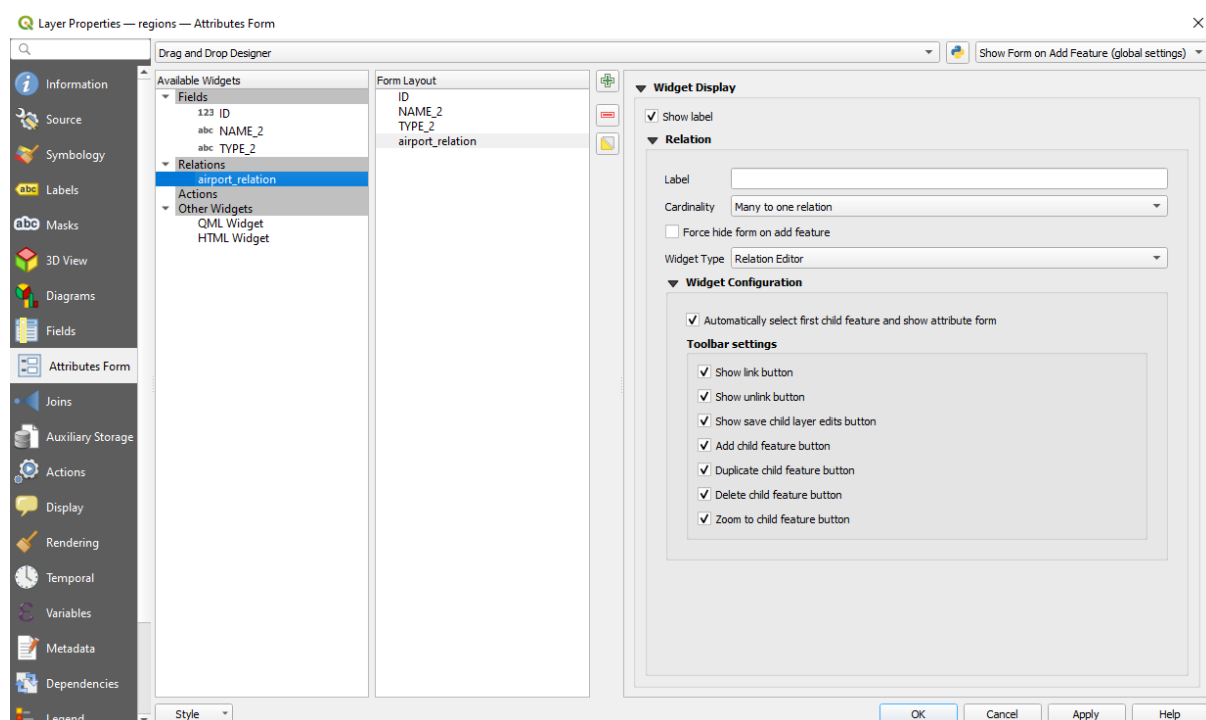 Layer Properties — regions — Attributes Form
Drag and Drop Designer
Show Form on Add Feature (global settings)
Information
Source
Symbology
abc Labels
abc Masks
3D View
Diagrams
Fields
Attributes Form
Joins
Auxiliary Storage
Actions
Display
Rendering
Temporal
Variables
Metadata
Dependencies
Legend
Available Widgets
Fields
123 ID
abc NAME_2
abc TYPE_2
Relations
airport_relation
Actions
Other Widgets
QML Widget
HTML Widget
Form Layout
ID
NAME_2
TYPE_2
airport_relation
Widget Display
Show label
Relation
Label
Cardinality Many to one relation
Force hide form on add feature
Widget Type Relation Editor
Widget Configuration
Automatically select first child feature and show attribute form
Toolbar settings
Show link button
Show unlink button
Show save child layer edits button
Add child feature button
Duplicate child feature button
Delete child feature button
Zoom to child feature button
Style
OK
Cancel
Apply
Help